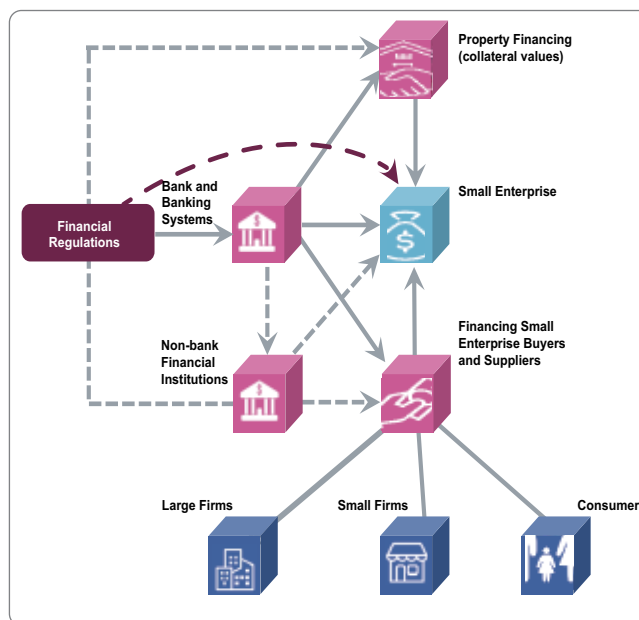 Property Financing
(collateral values)
Bank and
Banking
Systems
Small Enterprise
Financial
Regulations
$
$
Non-bank
Financial
Institutions
Financing Small
Enterprise Buyers
and Suppliers
$
Large Firms
Small Firms
Consumer